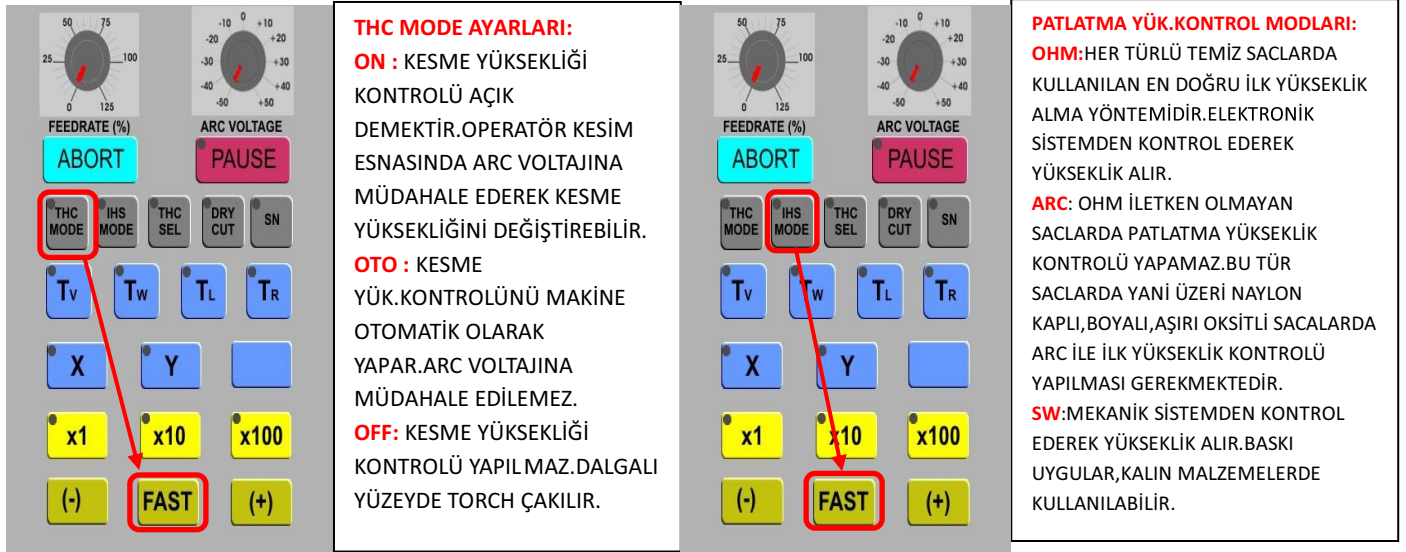 50 75
25 100
0 125
FEEDRATE (%)
-10 0 +10
-20 +20
-30 +30
-40 +40
-50 +50
ARC VOLTAGE
ABORT PAUSE
THC MODE IHS MODE THC SEL DRY CUT SN
TV TW TL TR
X Y
x1 x10 x100
(-) FAST (+)
THC MODE AYARLARI:
ON : KESME YÜKSEKLİĞİ
KONTROLÜ AÇIK
DEMEKTİR.OPERATÖR KESİM
ESNASINDA ARC VOLTAJINA
MÜDAHALE EDEREK KESME
YÜKSEKLİĞİNİ DEĞİŞTİREBİLİR.
OTO : KESME
YÜK.KONTROLÜNÜ MAKİNE
OTOMATİK OLARAK
YAPAR.ARC VOLTAJINA
MÜDAHALE EDİLEMEZ.
OFF: KESME YÜKSEKLİĞİ
KONTROLÜ YAPILMAZ.DALGALI
YÜZEYDE TORCH ÇAKILIR.
50 75
25 100
0 125
FEEDRATE (%)
-10 0 +10
-20 +20
-30 +30
-40 +40
-50 +50
ARC VOLTAGE
ABORT PAUSE
THC MODE IHS MODE THC SEL DRY CUT SN
TV TW TL TR
X Y
x1 x10 x100
(-) FAST (+)
PATLATMA YÜK.KONTROL MODLARI:
OHM:HER TÜRLÜ TEMİZ SACLARDA
KULLANILAN EN DOĞRU İLK YÜKSEKLİK
ALMA YÖNTEMİDİR.ELEKTRONİK
SİSTEMDEN KONTROL EDEREK
YÜKSEKLİK ALIR.
ARC: OHM İLETKEN OLMAYAN
SACLARDA PATLATMA YÜKSEKLİK
KONTROLÜ YAPAMAZ.BU TÜR
SACLARDA YANİ ÜZERİ NAYLON
KAPLI,BOYALI,AŞIRI OKSİTLİ SACALARDA
ARC İLE İLK YÜKSEKLİK KONTROLÜ
YAPILMASI GEREKMEKTEDİR.
SW:MEKANİK SİSTEMDEN KONTROL
EDEREK YÜKSEKLİK ALIR.BASKI
UYGULAR,KALIN MALZEMELERDE
KULLANILABİLİR.